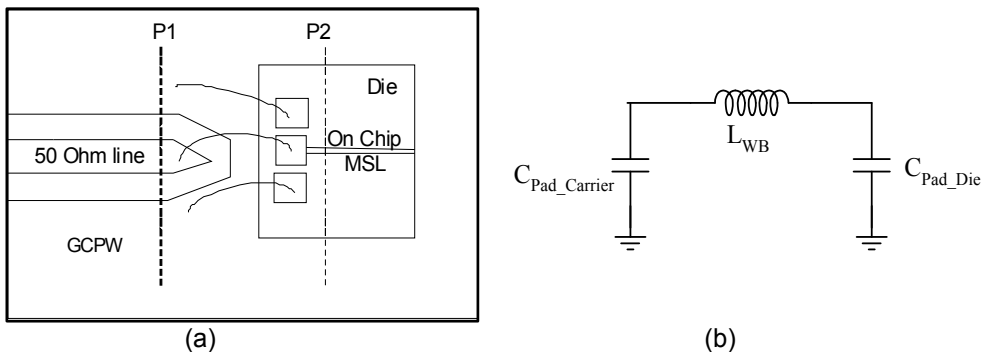 P1
P2
Die
50 Ohm line
On Chip
MSL
GCPW
(a)
L_WB
C_Pad_Carrier
C_Pad_Die
(b)